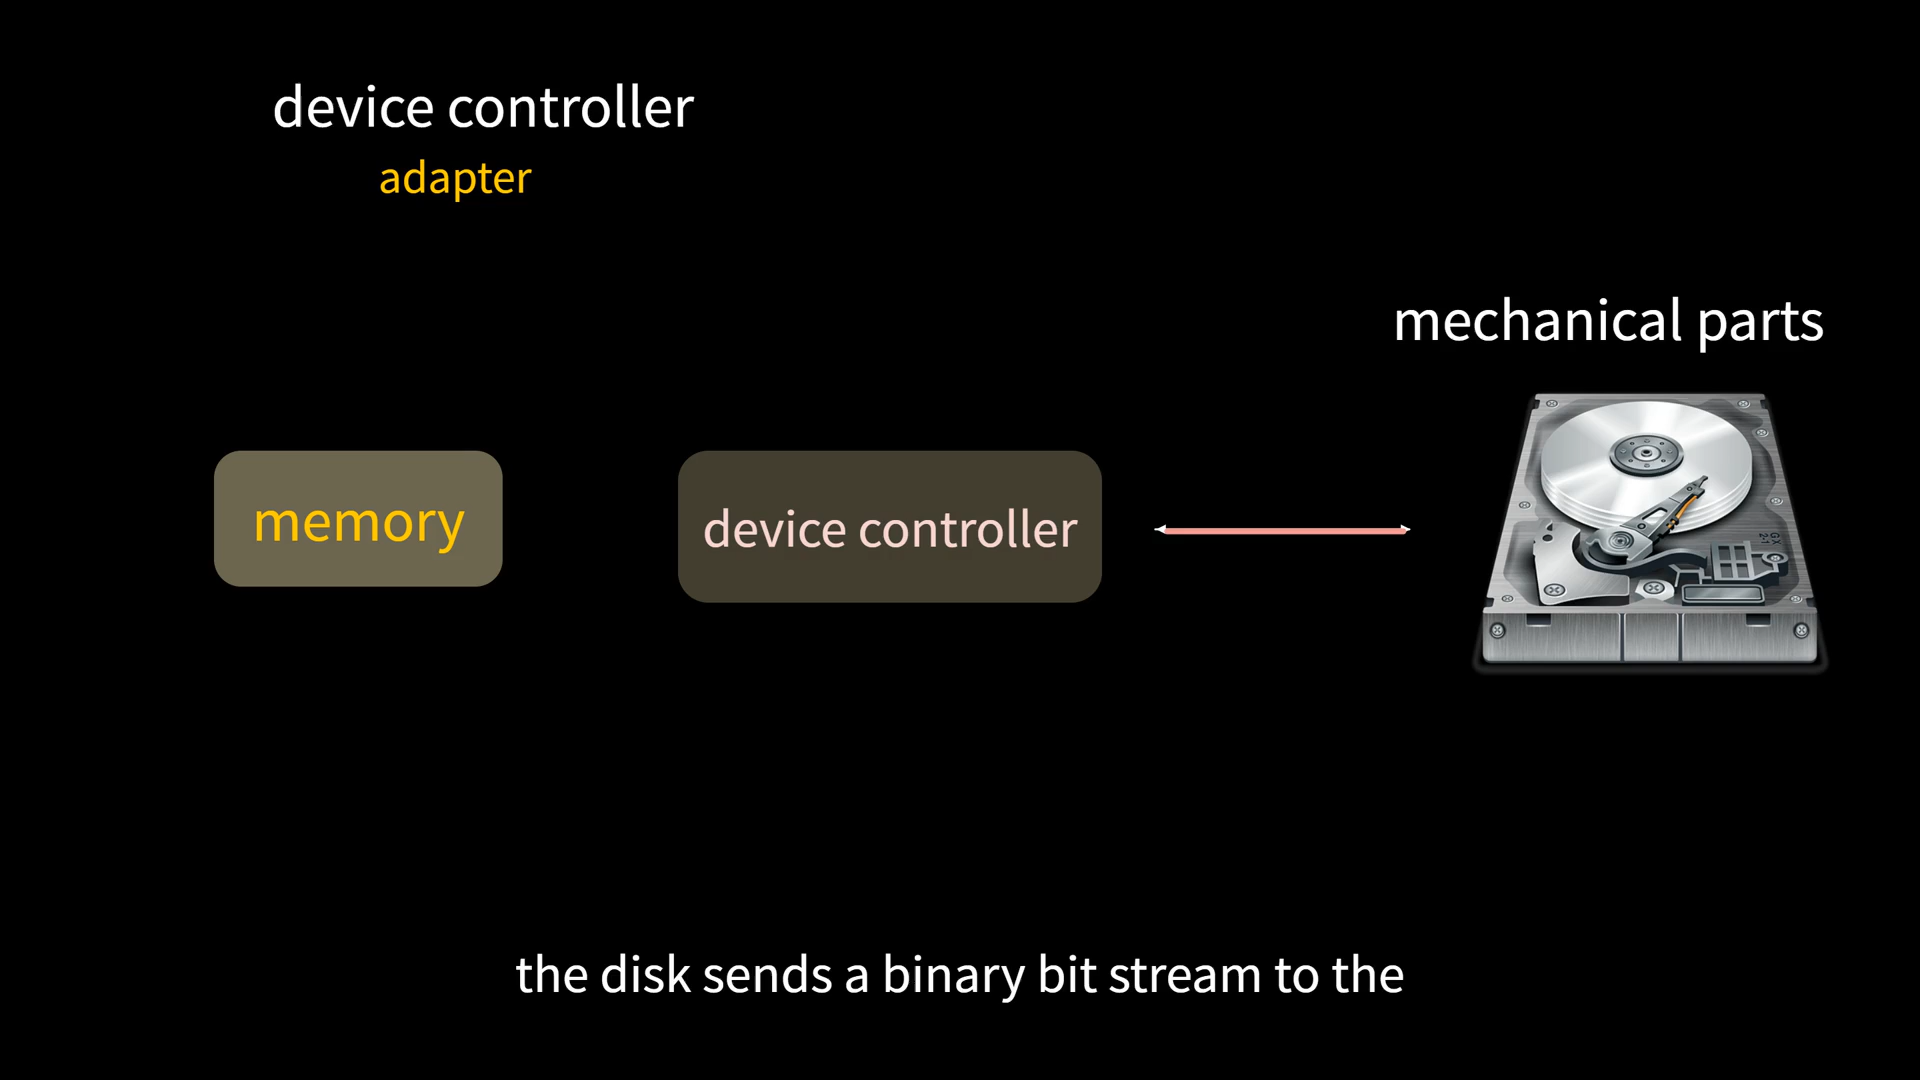 device controller
adapter
mechanical parts
memory
device controller
the disk sends a binary bit stream to the